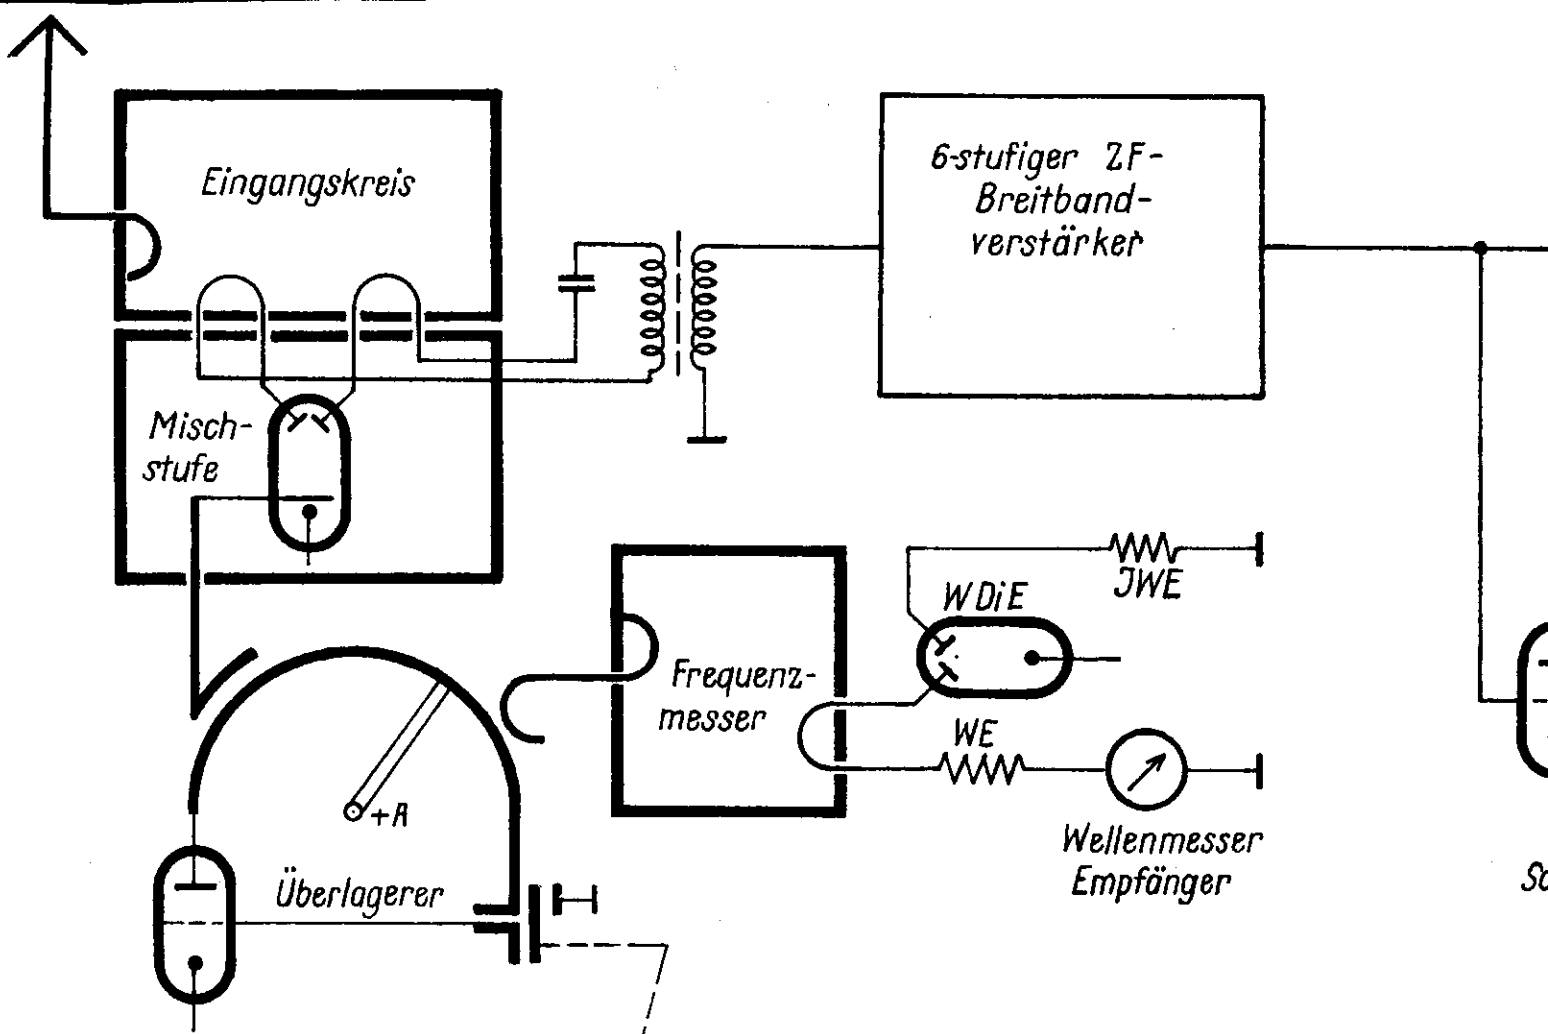 Eingangskreis
6-stufiger ZF-
Breitband-
verstärker
Misch-
stufe
JWE
WDiE
Frequenz-
messer
WE
+A
Wellenmesser
Empfänger
Überlagerer